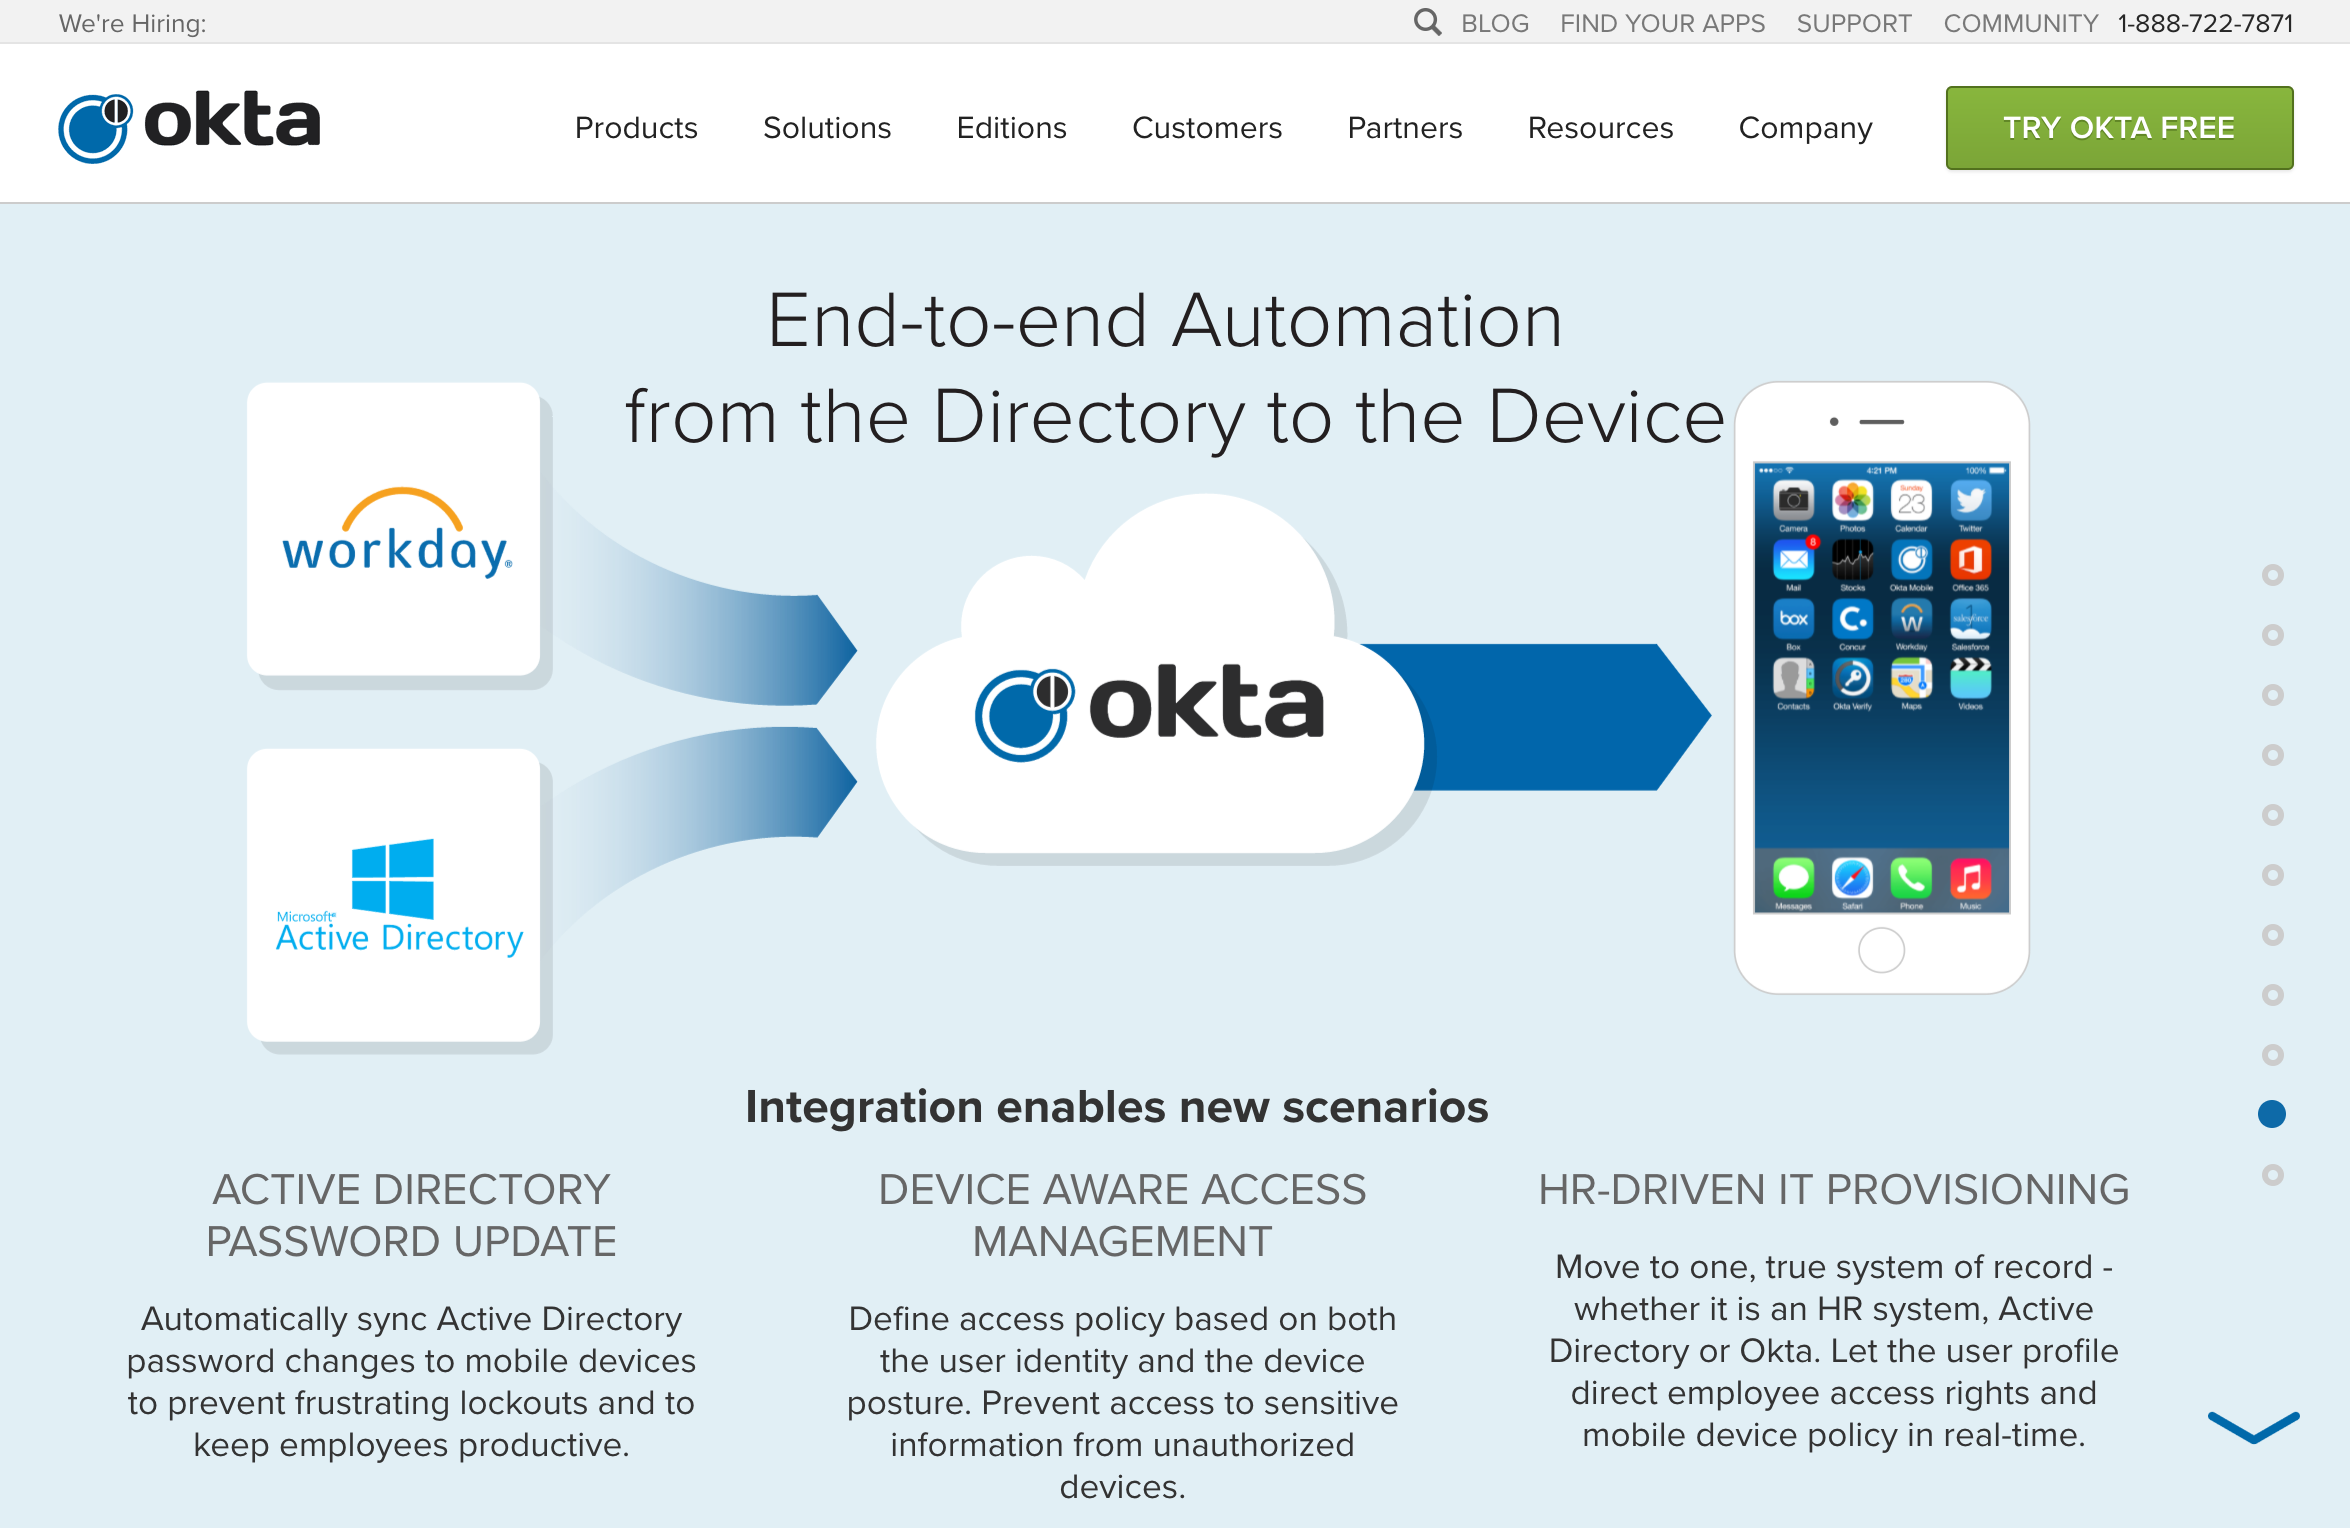 We're Hiring:
BLOG FIND YOUR APPS SUPPORT COMMUNITY 1-888-722-7871
okta
Products Solutions Editions Customers Partners Resources Company TRY OKTA FREE
End-to-end Automation
from the Directory to the Device
workday®
Microsoft®
Active Directory
okta
4:21 PM 100%
Sunday
23
Camera Photos Calendar Twitter
8
Mail Stocks Okta Mobile Office 365
box C. W salesforce
Box Concur Workday Salesforce
280
Contacts Okta Verify Maps Videos
Messages Safari Phone Music
Integration enables new scenarios
ACTIVE DIRECTORY
PASSWORD UPDATE
Automatically sync Active Directory
password changes to mobile devices
to prevent frustrating lockouts and to
keep employees productive.
DEVICE AWARE ACCESS
MANAGEMENT
Define access policy based on both
the user identity and the device
posture. Prevent access to sensitive
information from unauthorized
devices.
HR-DRIVEN IT PROVISIONING
Move to one, true system of record -
whether it is an HR system, Active
Directory or Okta. Let the user profile
direct employee access rights and
mobile device policy in real-time.